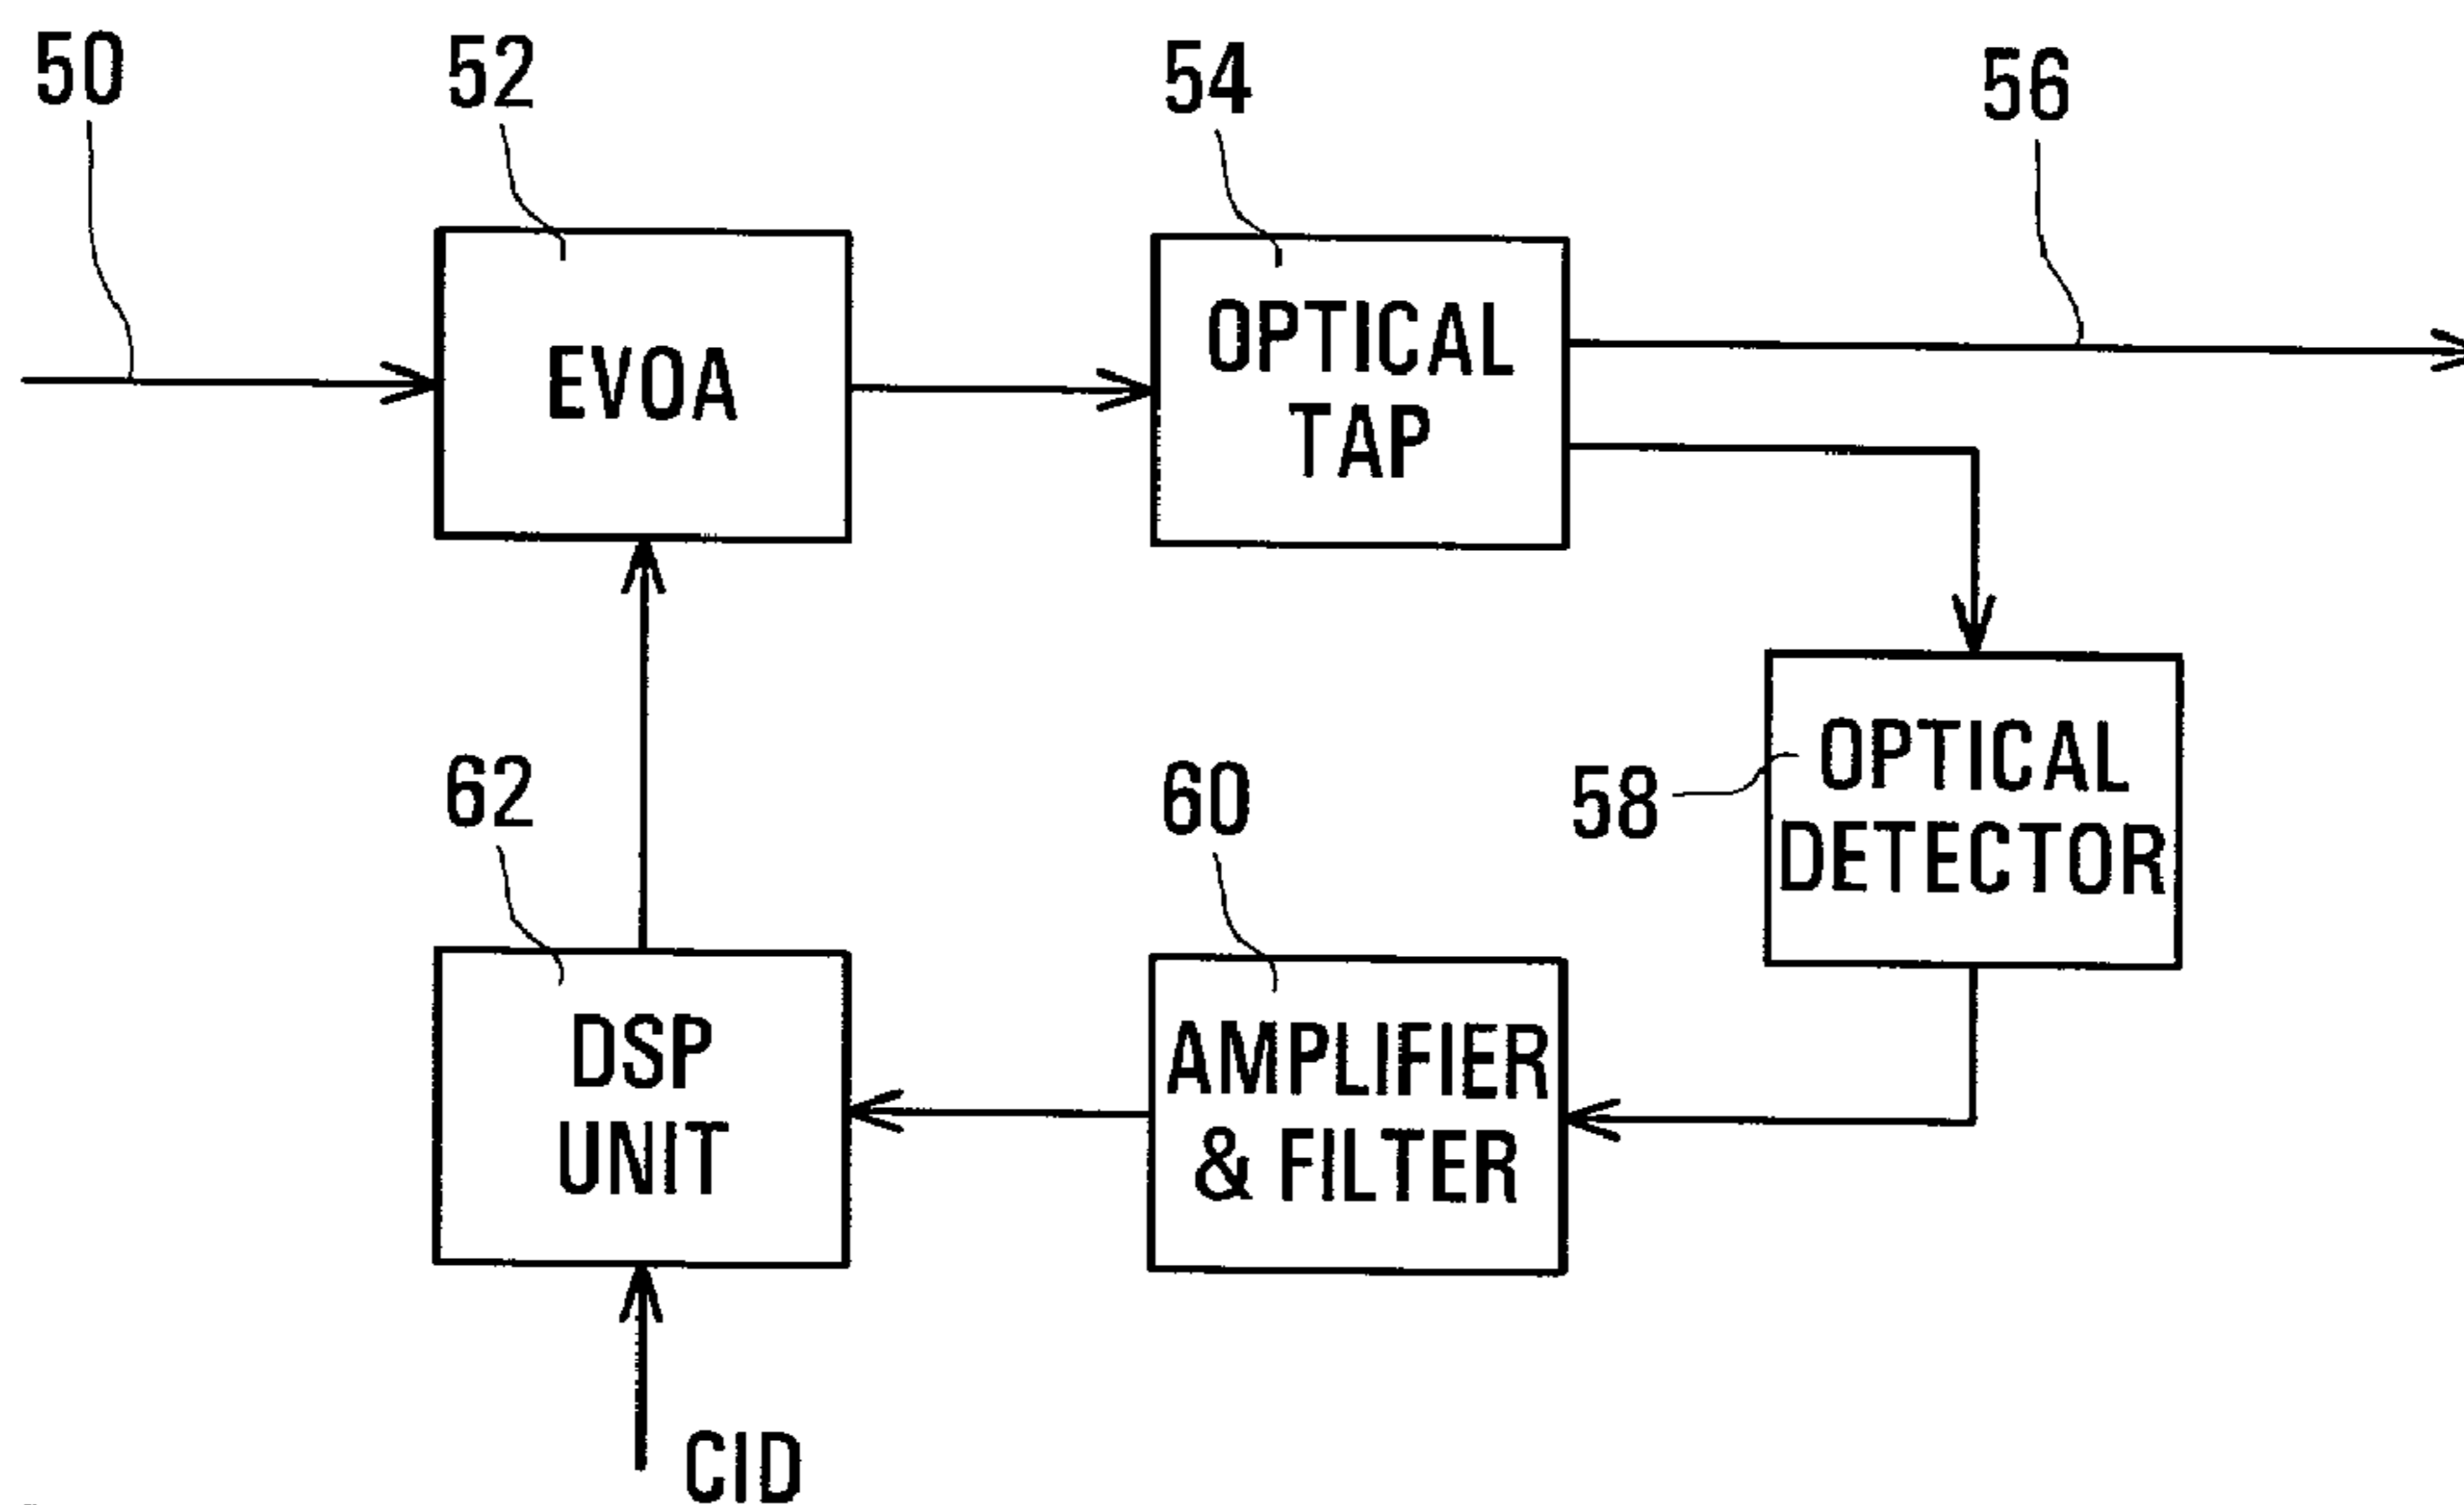 50
52
54
56
EVOA
OPTICAL
TAP
62
60
58
OPTICAL
DETECTOR
DSP
UNIT
AMPLIFIER
& FILTER
CID